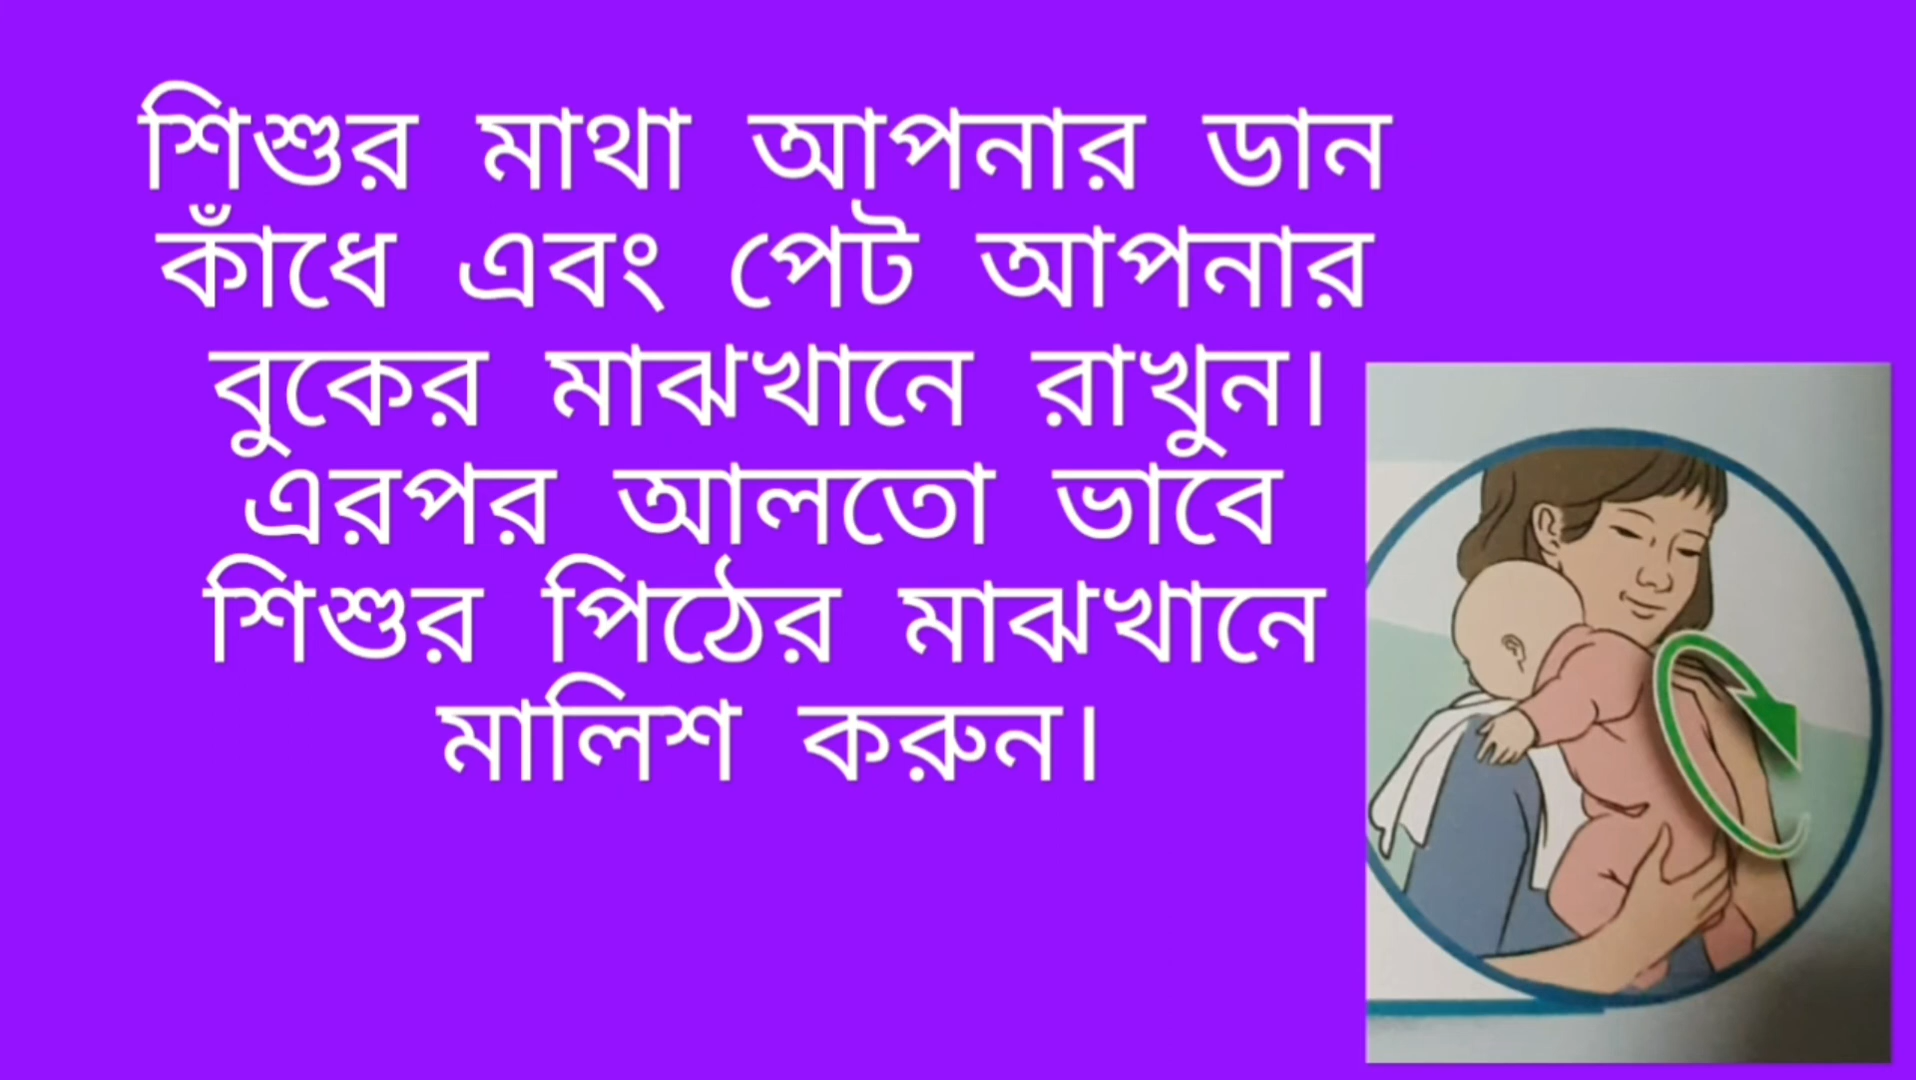 শিশুর মাথা আপনার ডান
কাঁধে এবং পেট আপনার
বুকের মাঝখানে রাখুন।
এরপর আলতো ভাবে
শিশুর পিঠের মাঝখানে
মালিশ করুন।